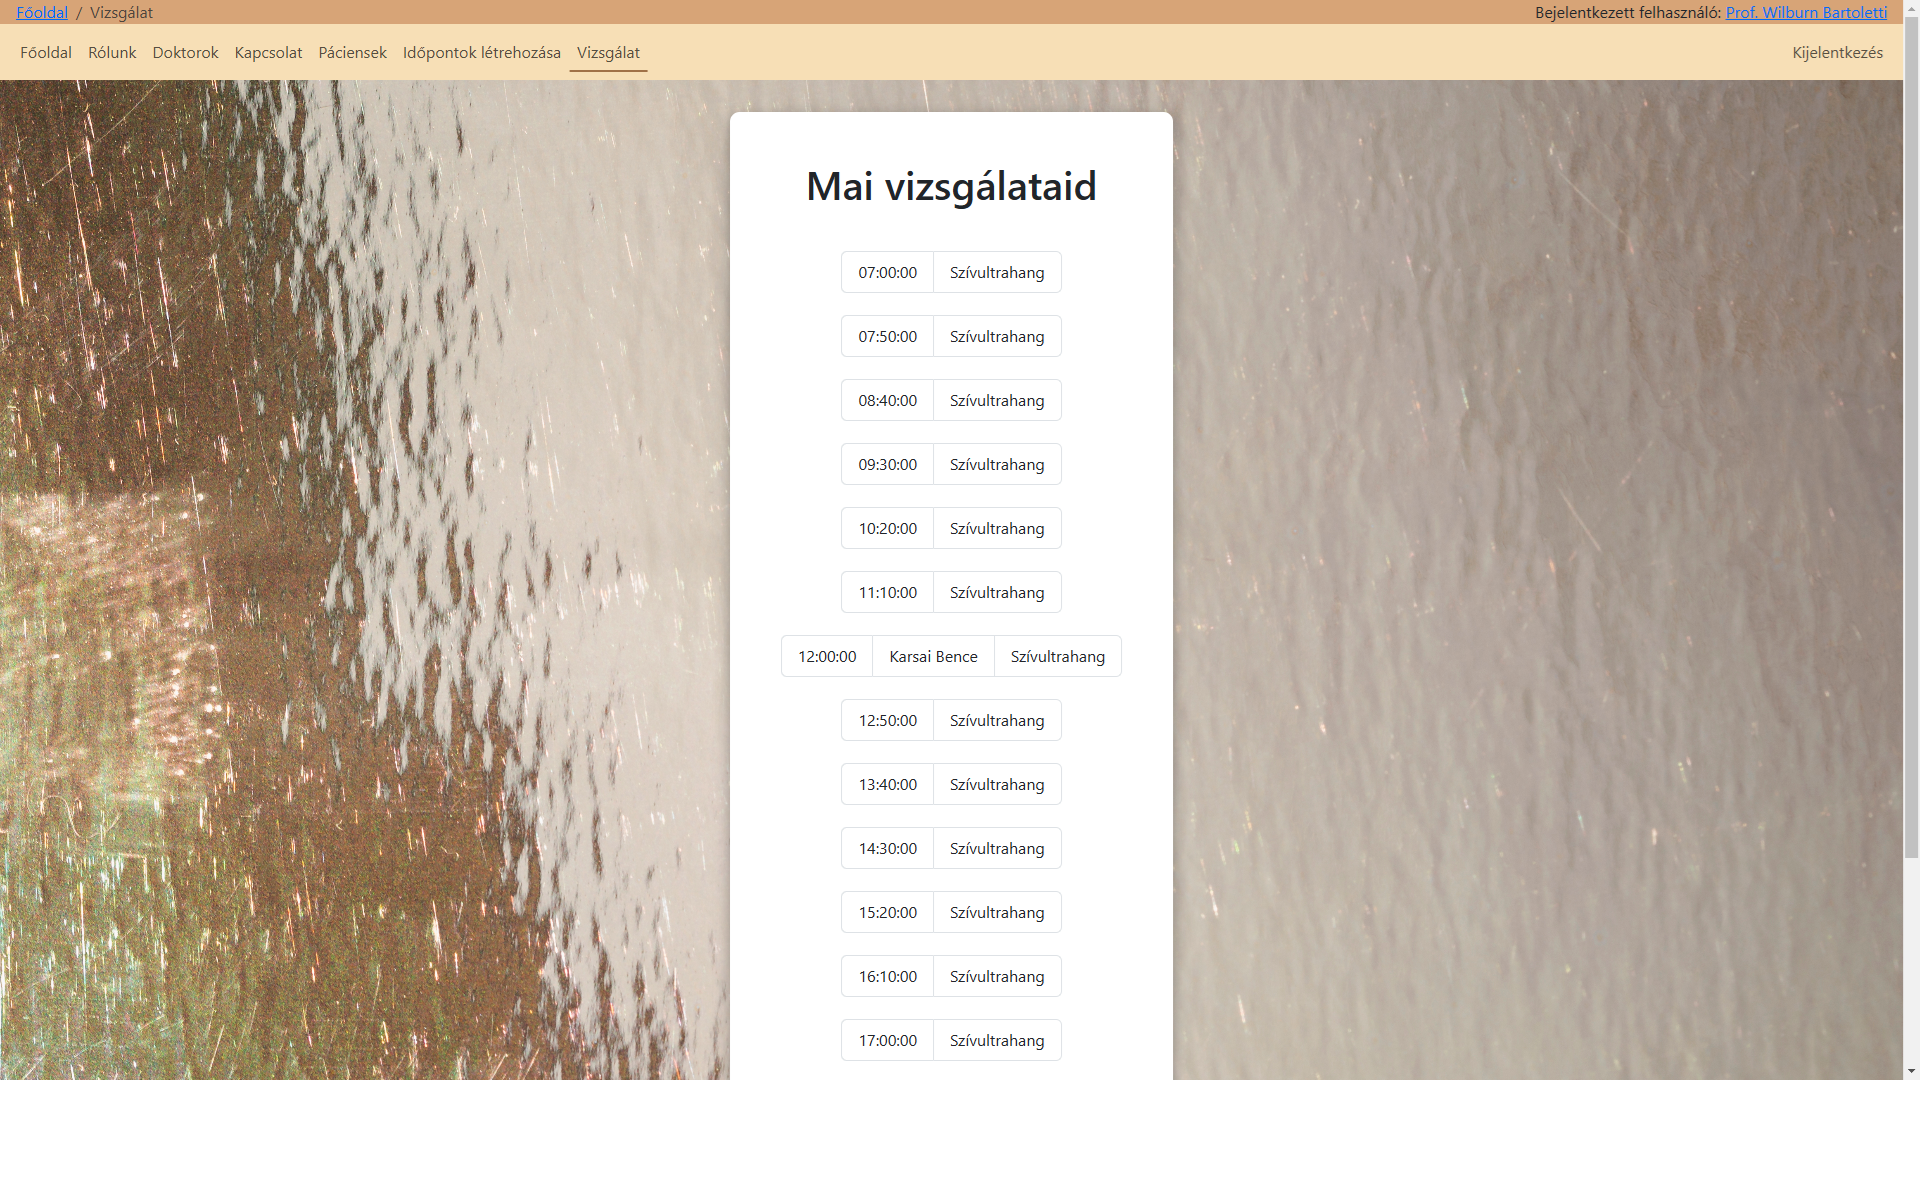 Főoldal / Vizsgálat
Bejelentkezett felhasználó: Prof. Wilburn Bartoletti
Főoldal Rólunk Doktorok Kapcsolat Páciensek Időpontok létrehozása Vizsgálat Kijelentkezés
Mai vizsgálataid
07:00:00 Szívultrahang
07:50:00 Szívultrahang
08:40:00 Szívultrahang
09:30:00 Szívultrahang
10:20:00 Szívultrahang
11:10:00 Szívultrahang
12:00:00 Karsai Bence Szívultrahang
12:50:00 Szívultrahang
13:40:00 Szívultrahang
14:30:00 Szívultrahang
15:20:00 Szívultrahang
16:10:00 Szívultrahang
17:00:00 Szívultrahang